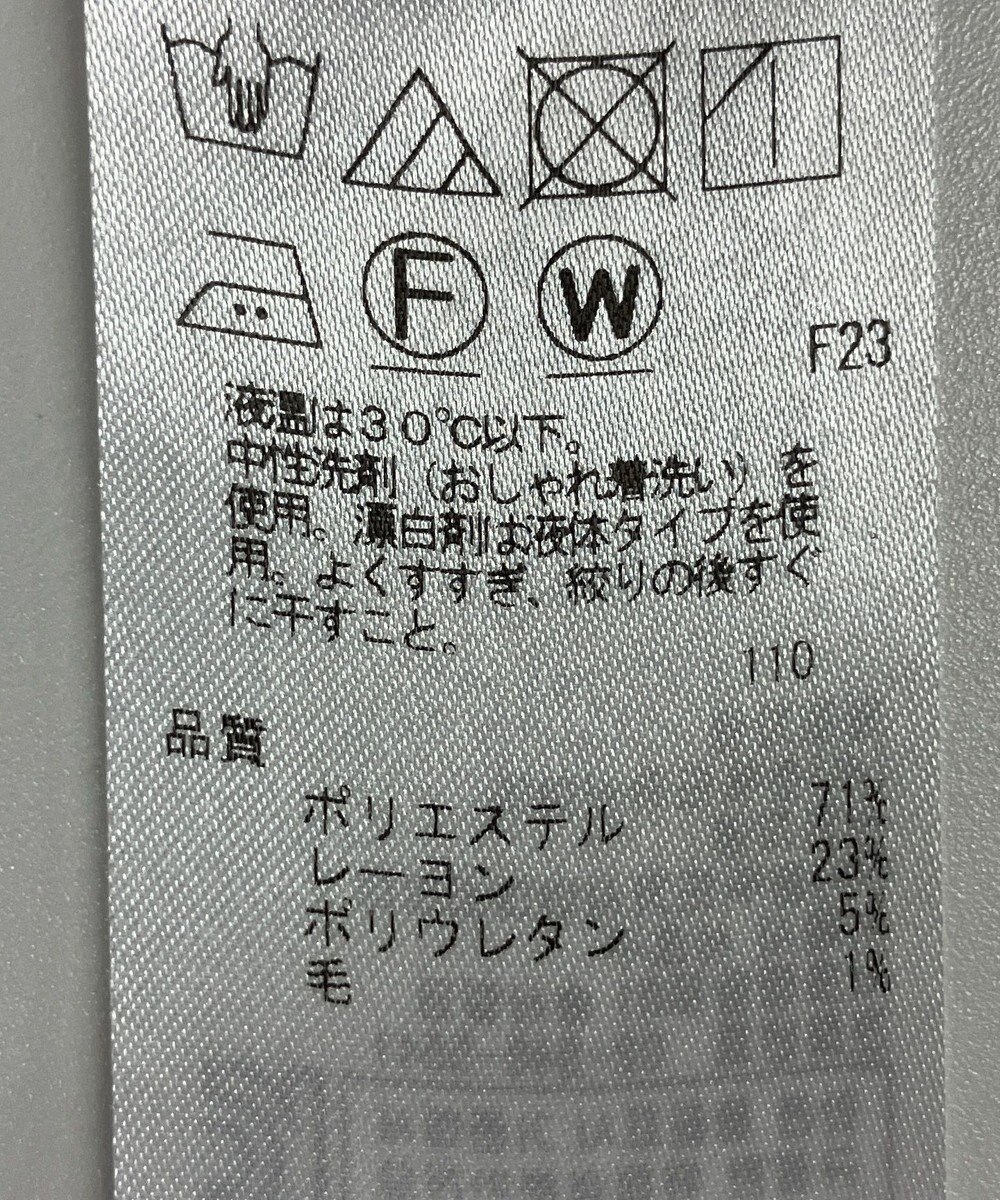 F
W
F23
液温は30℃以下。
中性洗剤（おしゃれ着洗い）を
使用。漂白剤は液体タイプを使
用。よくすすぎ、絞りの後すぐ
に干すこと。
110
品質
ポリエステル 71%
レーヨン 23%
ポリウレタン 5%
毛 1%